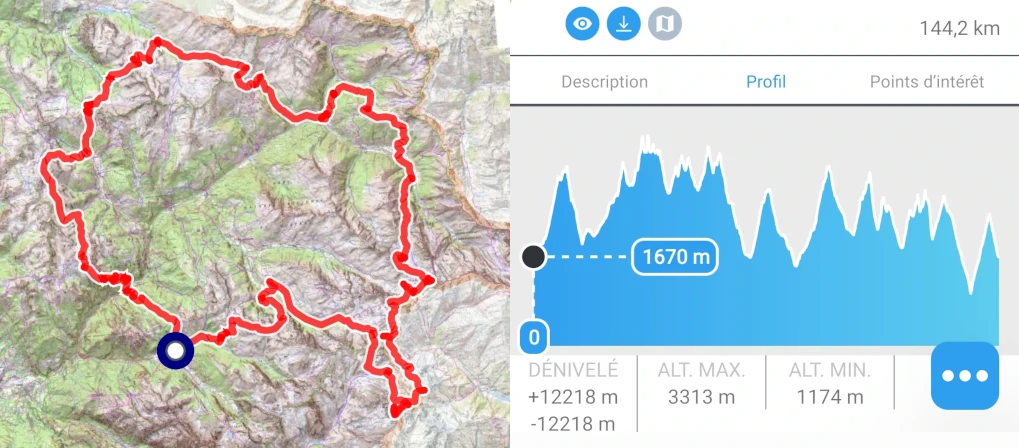 144,2 km
Description Profil Points d'intérêt
1670 m
0
DÉNIVELÉ ALT. MAX. ALT. MIN.
+12218 m 3313 m 1174 m
-12218 m